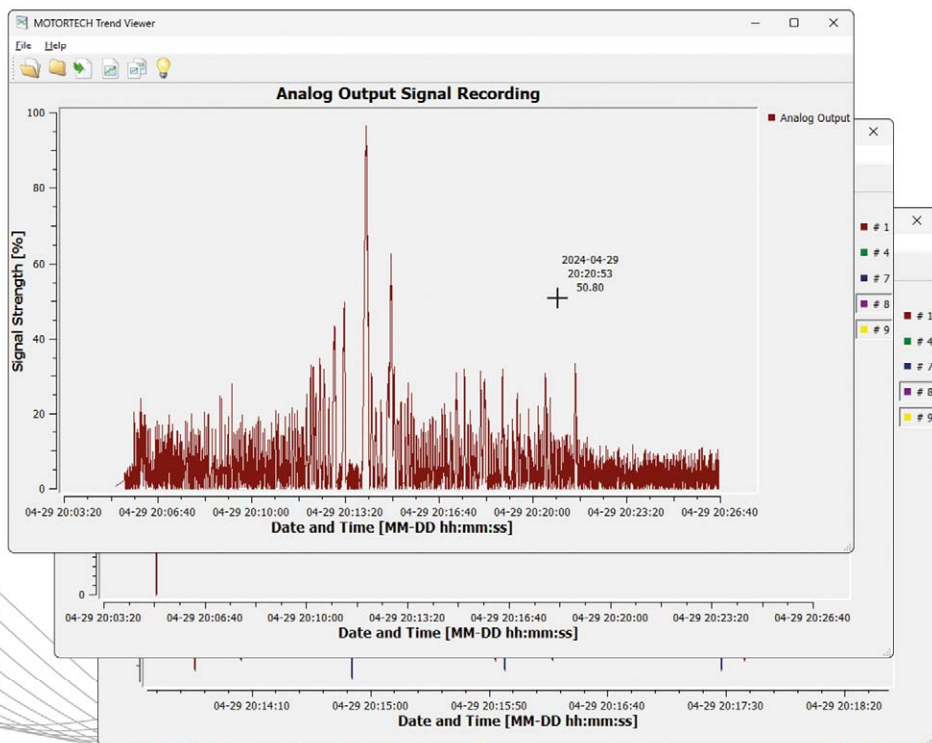 MOTORTECH Trend Viewer
File Help
Analog Output Signal Recording
Analog Output
Signal Strength [%]
100
80
60
40
20
0
2024-04-29
20:20:53
50.80
04-29 20:03:20 04-29 20:06:40 04-29 20:10:00 04-29 20:13:20 04-29 20:16:40 04-29 20:20:00 04-29 20:23:20 04-29 20:26:40
Date and Time [MM-DD hh:mm:ss]
# 1
# 4
# 7
# 8
# 9
0
04-29 20:03:20 04-29 20:06:40 04-29 20:10:00 04-29 20:13:20 04-29 20:16:40 04-29 20:20:00 04-29 20:23:20 04-29 20:26:40
Date and Time [MM-DD hh:mm:ss]
# 1
# 4
# 7
# 8
# 9
04-29 20:14:10 04-29 20:15:00 04-29 20:15:50 04-29 20:16:40 04-29 20:17:30 04-29 20:18:20
Date and Time [MM-DD hh:mm:ss]